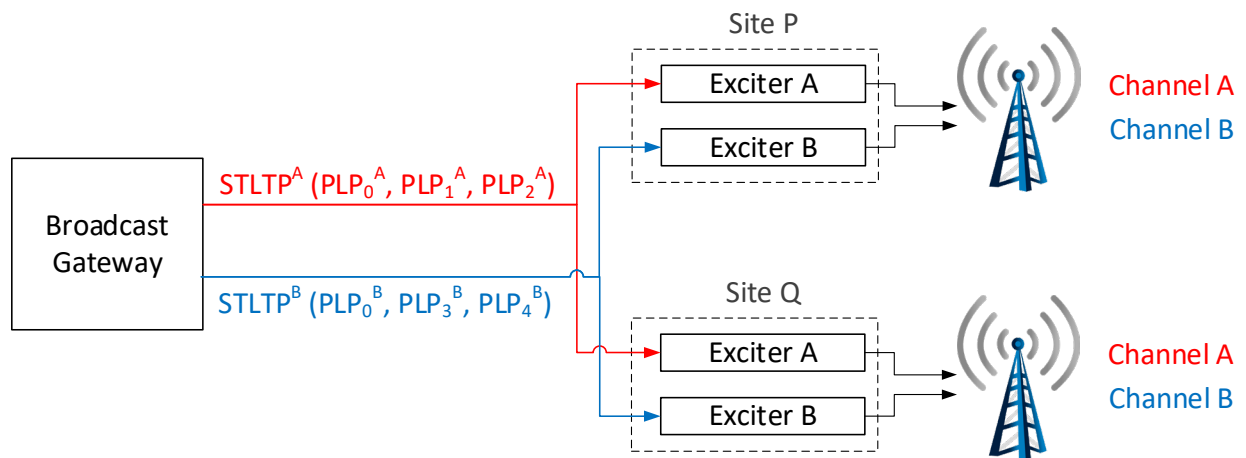 Site P
Exciter A
Exciter B
Channel A
Channel B
Broadcast
Gateway
STLTP^A (PLP_0^A, PLP_1^A, PLP_2^A)
STLTP^B (PLP_0^B, PLP_3^B, PLP_4^B)
Site Q
Exciter A
Exciter B
Channel A
Channel B